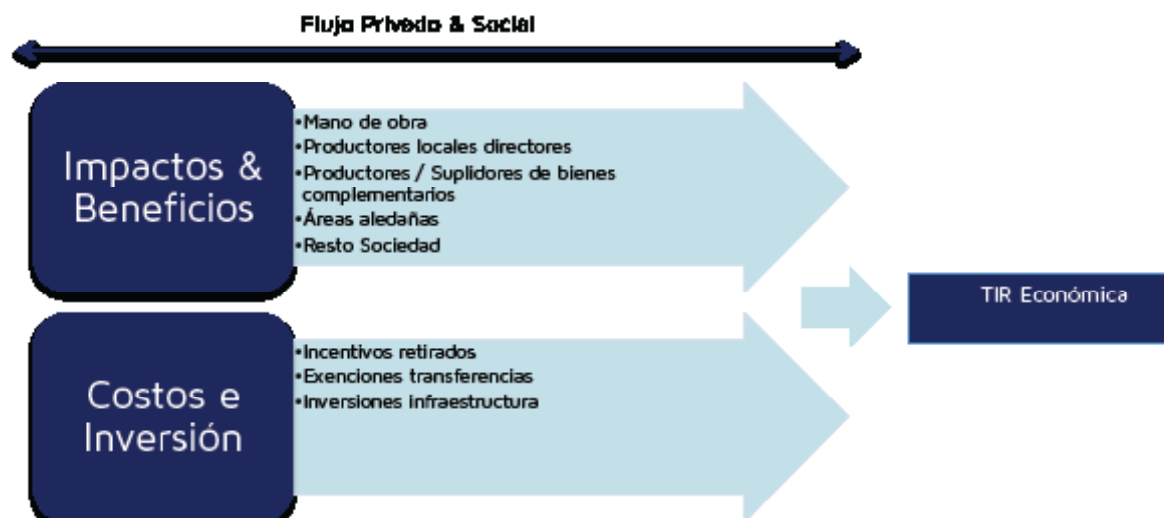 Flujo Privado & Social
Impactos &
Beneficios
•Mano de obra
•Productores locales directores
•Productores / Suplidores de bienes
complementarios
•Áreas aledañas
•Resto Sociedad
TIR Económica
Costos e
Inversión
•Incentivos retirados
•Exenciones transferencias
•Inversiones infraestructura